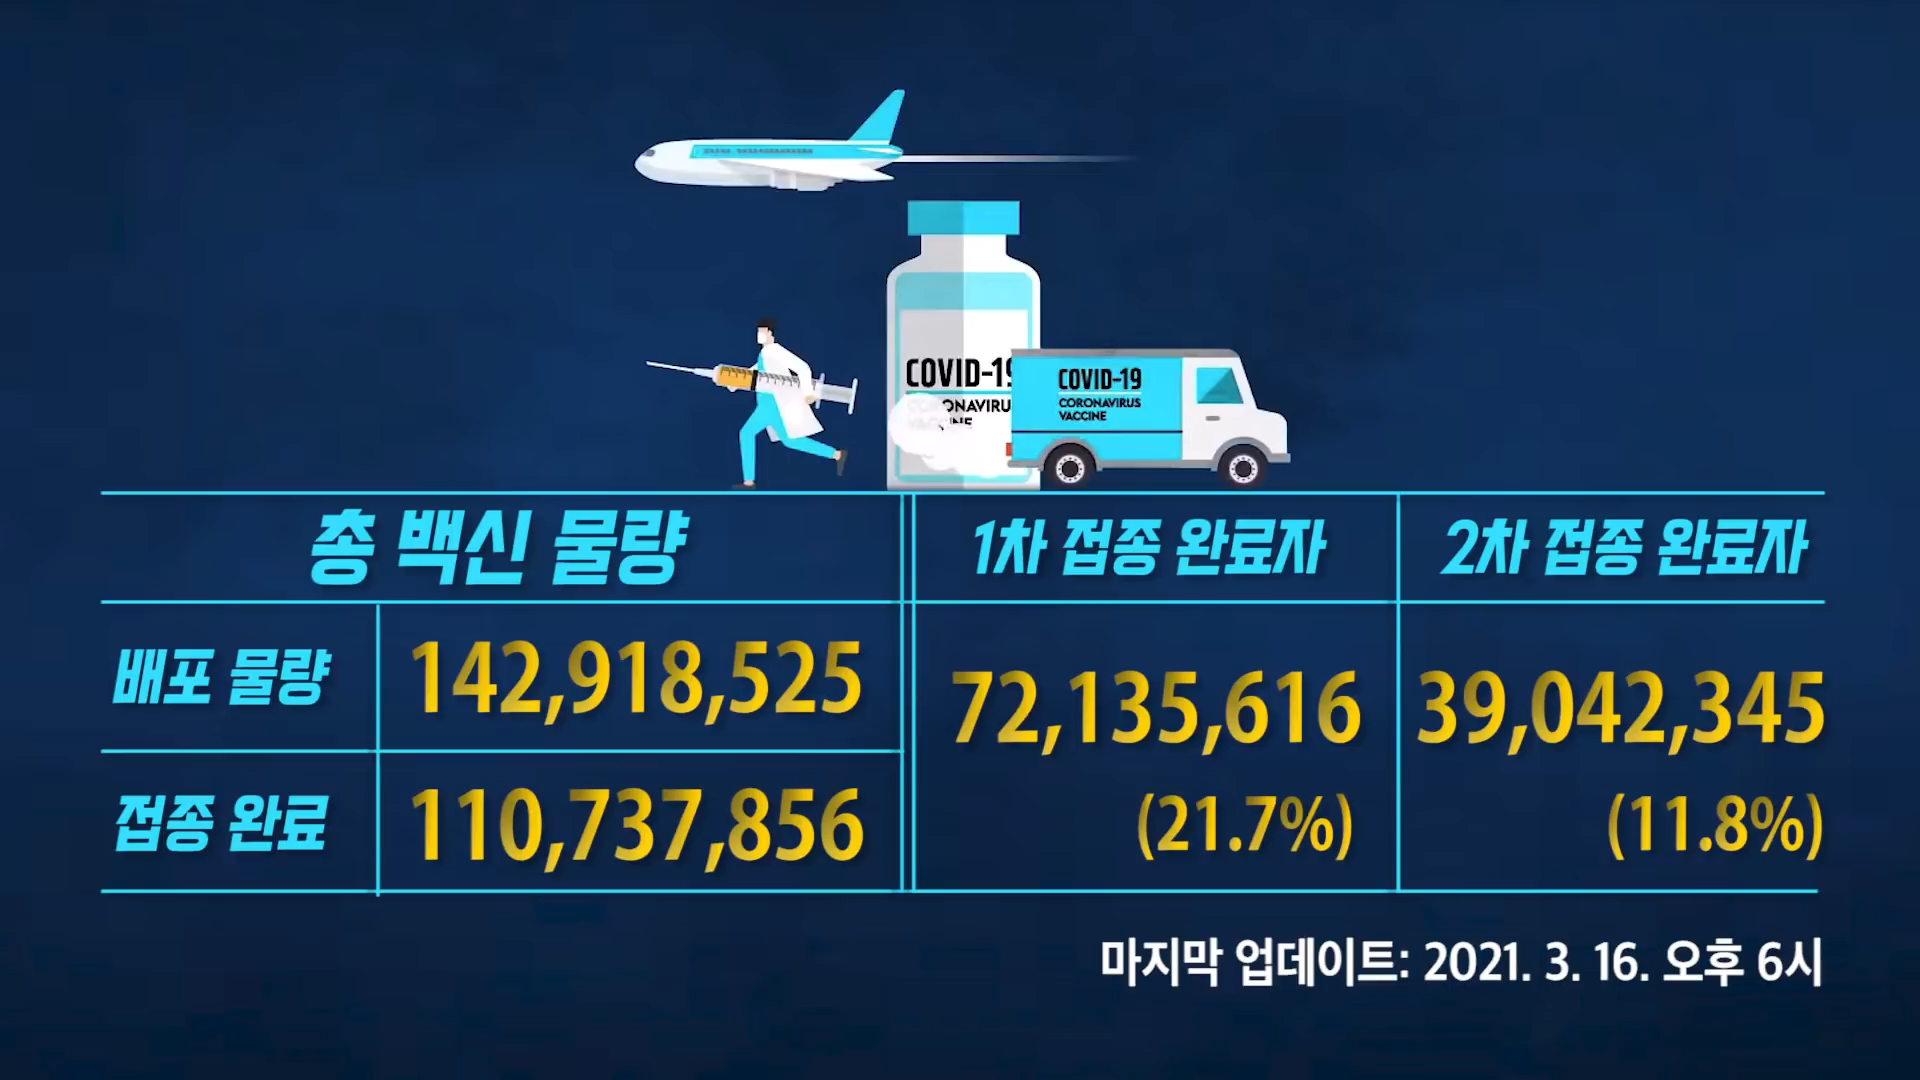 COVID-19
COVID-19
CORONAVIRUS
VACCINE
총 백신 물량
1차 접종 완료자
2차 접종 완료자
배포 물량
142,918,525
72,135,616
39,042,345
접종 완료
110,737,856
(21.7%)
(11.8%)
마지막 업데이트: 2021. 3. 16. 오후 6시